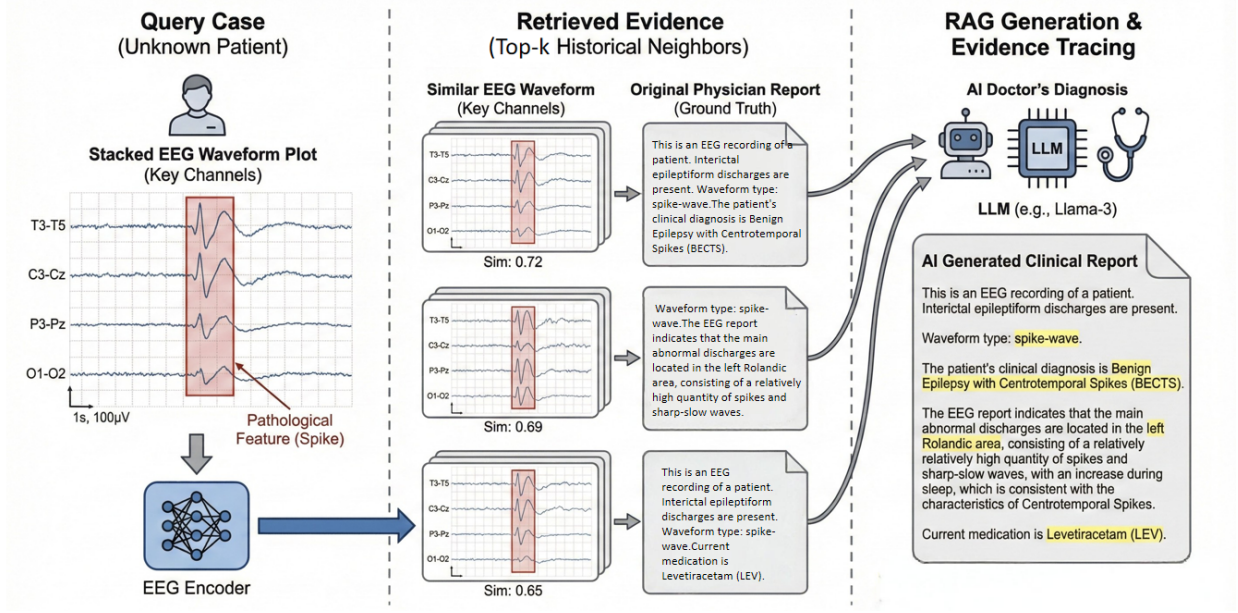 Query Case
(Unknown Patient)
Stacked EEG Waveform Plot
(Key Channels)
T3-T5
C3-Cz
P3-Pz
O1-O2
1s, 100μV
Pathological
Feature (Spike)
EEG Encoder
Retrieved Evidence
(Top-k Historical Neighbors)
Similar EEG Waveform
(Key Channels)
Original Physician Report
(Ground Truth)
T3-T5
C3-Cz
P3-Pz
O1-O2
Sim: 0.72
This is an EEG recording of a
patient. Interictal
epileptiform discharges are
present. Waveform type:
spike-wave.The patient's
clinical diagnosis is Benign
Epilepsy with Centrotemporal
Spikes (BECTS).
T3-T5
C3-Cz
P3-Pz
O1-O2
Sim: 0.69
Waveform type: spike-
wave.The EEG report
indicates that the main
abnormal discharges are
located in the left Rolandic
area, consisting of a relatively
high quantity of spikes and
sharp-slow waves.
T3-T5
C3-Cz
P3-Pz
O1-O2
Sim: 0.65
This is an EEG
recording of a patient.
Interictal epileptiform
discharges are present.
Waveform type: spike-
wave.Current
medication is
Levetiracetam (LEV).
RAG Generation &
Evidence Tracing
AI Doctor's Diagnosis
LLM
LLM (e.g., Llama-3)
AI Generated Clinical Report
This is an EEG recording of a patient.
Interictal epileptiform discharges are present.
Waveform type: spike-wave.
The patient's clinical diagnosis is Benign
Epilepsy with Centrotemporal Spikes (BECTS).
The EEG report indicates that the main
abnormal discharges are located in the left
Rolandic area, consisting of a relatively
relatively high quantity of spikes and
sharp-slow waves, with an increase during
sleep, which is consistent with the
characteristics of Centrotemporal Spikes.
Current medication is Levetiracetam (LEV).